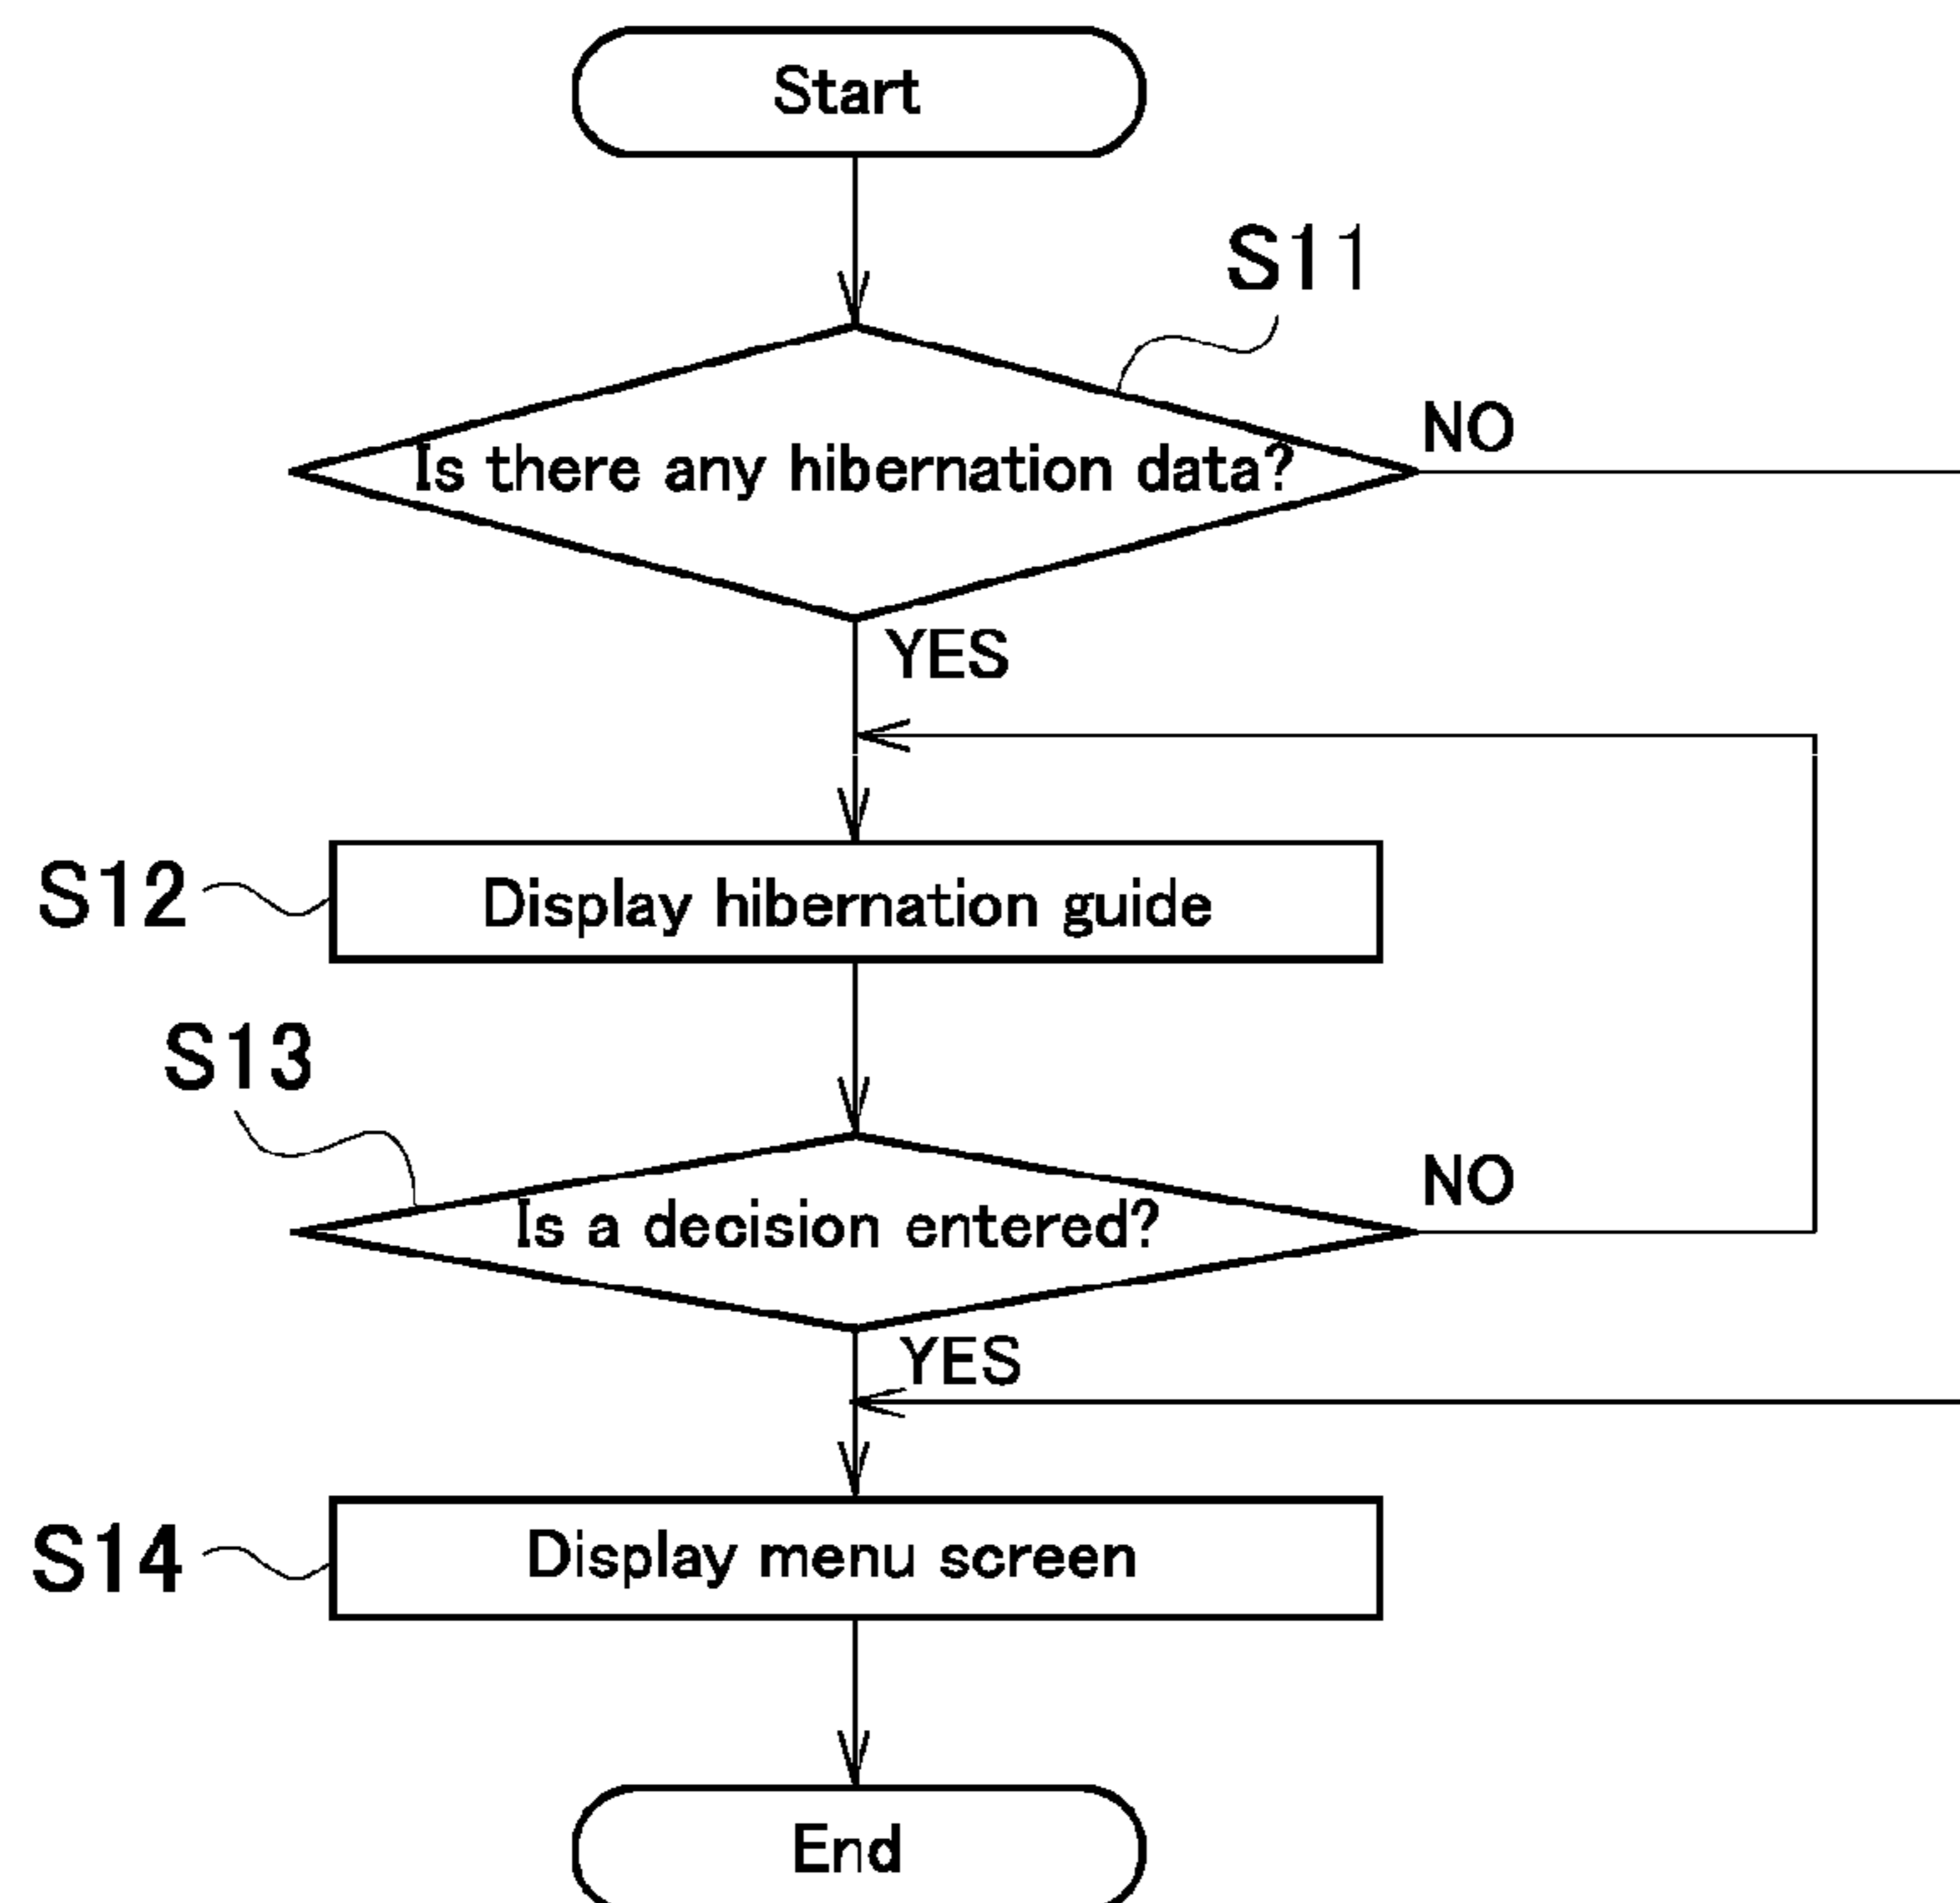 Start
S11
Is there any hibernation data?
NO
YES
S12
Display hibernation guide
S13
Is a decision entered?
NO
YES
S14
Display menu screen
End